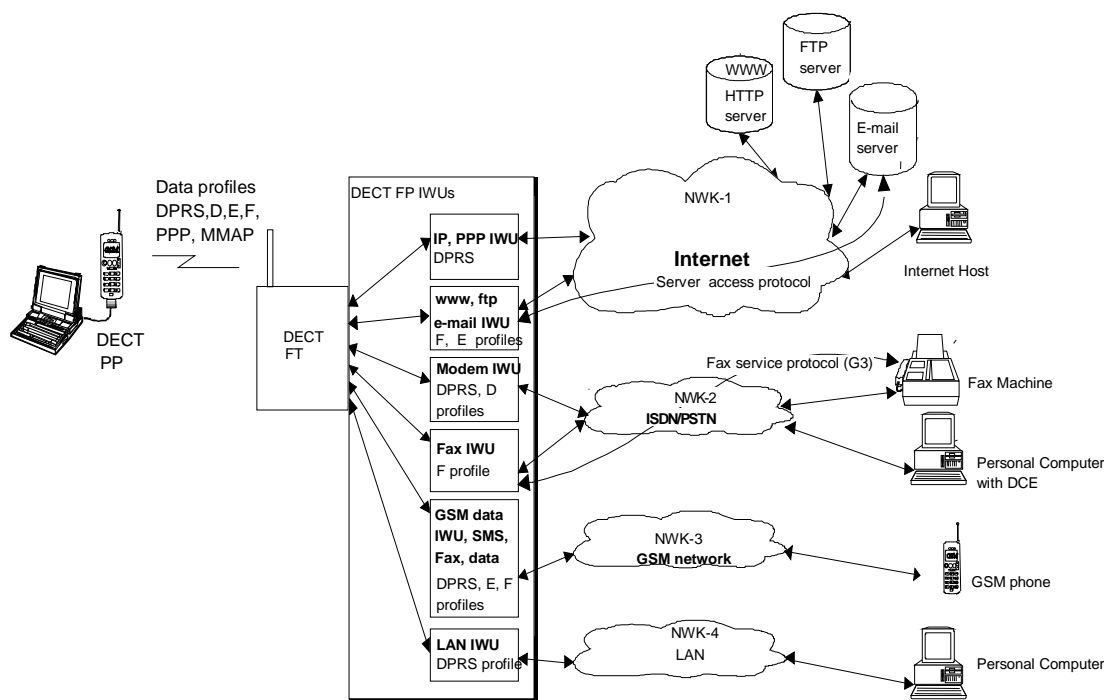 FTP
server
WWW
HTTP
server
E-mail
server
Data profiles
DPRS,D,E,F,
PPP, MMAP
DECT FP IWUs
NWK-1
IP, PPP IWU
DPRS
Internet
Server access protocol
Internet Host
www, ftp
e-mail IWU
F, E profiles
DECT
PP
DECT
FT
Modem IWU
DPRS, D
profiles
Fax service protocol (G3)
Fax Machine
NWK-2
ISDN/PSTN
Fax IWU
F profile
Personal Computer
with DCE
GSM data
IWU, SMS,
Fax, data
DPRS, E, F
profiles
NWK-3
GSM network
GSM phone
LAN IWU
DPRS profile
NWK-4
LAN
Personal Computer